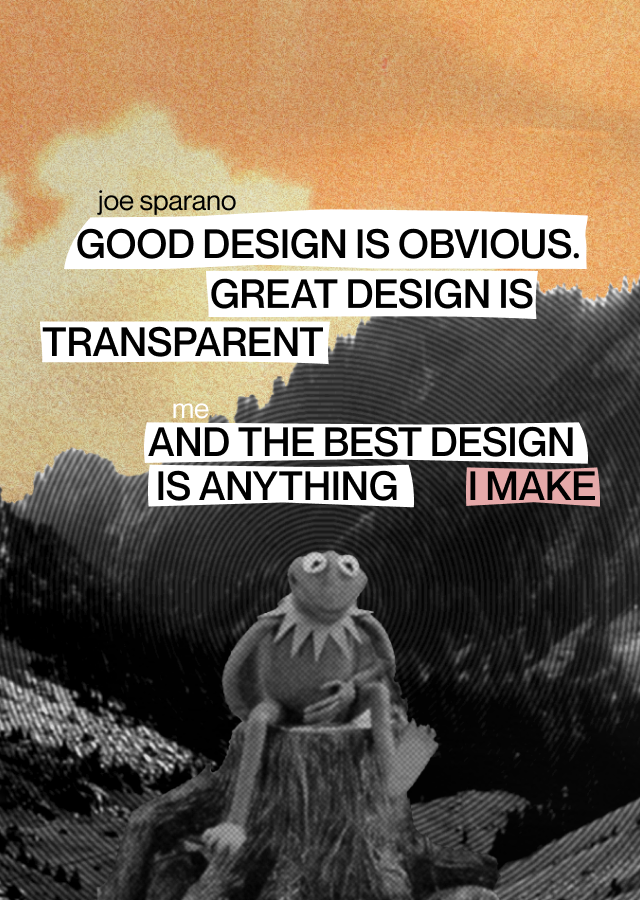 joe sparano
GOOD DESIGN IS OBVIOUS.
GREAT DESIGN IS
TRANSPARENT
me
AND THE BEST DESIGN
IS ANYTHING I MAKE